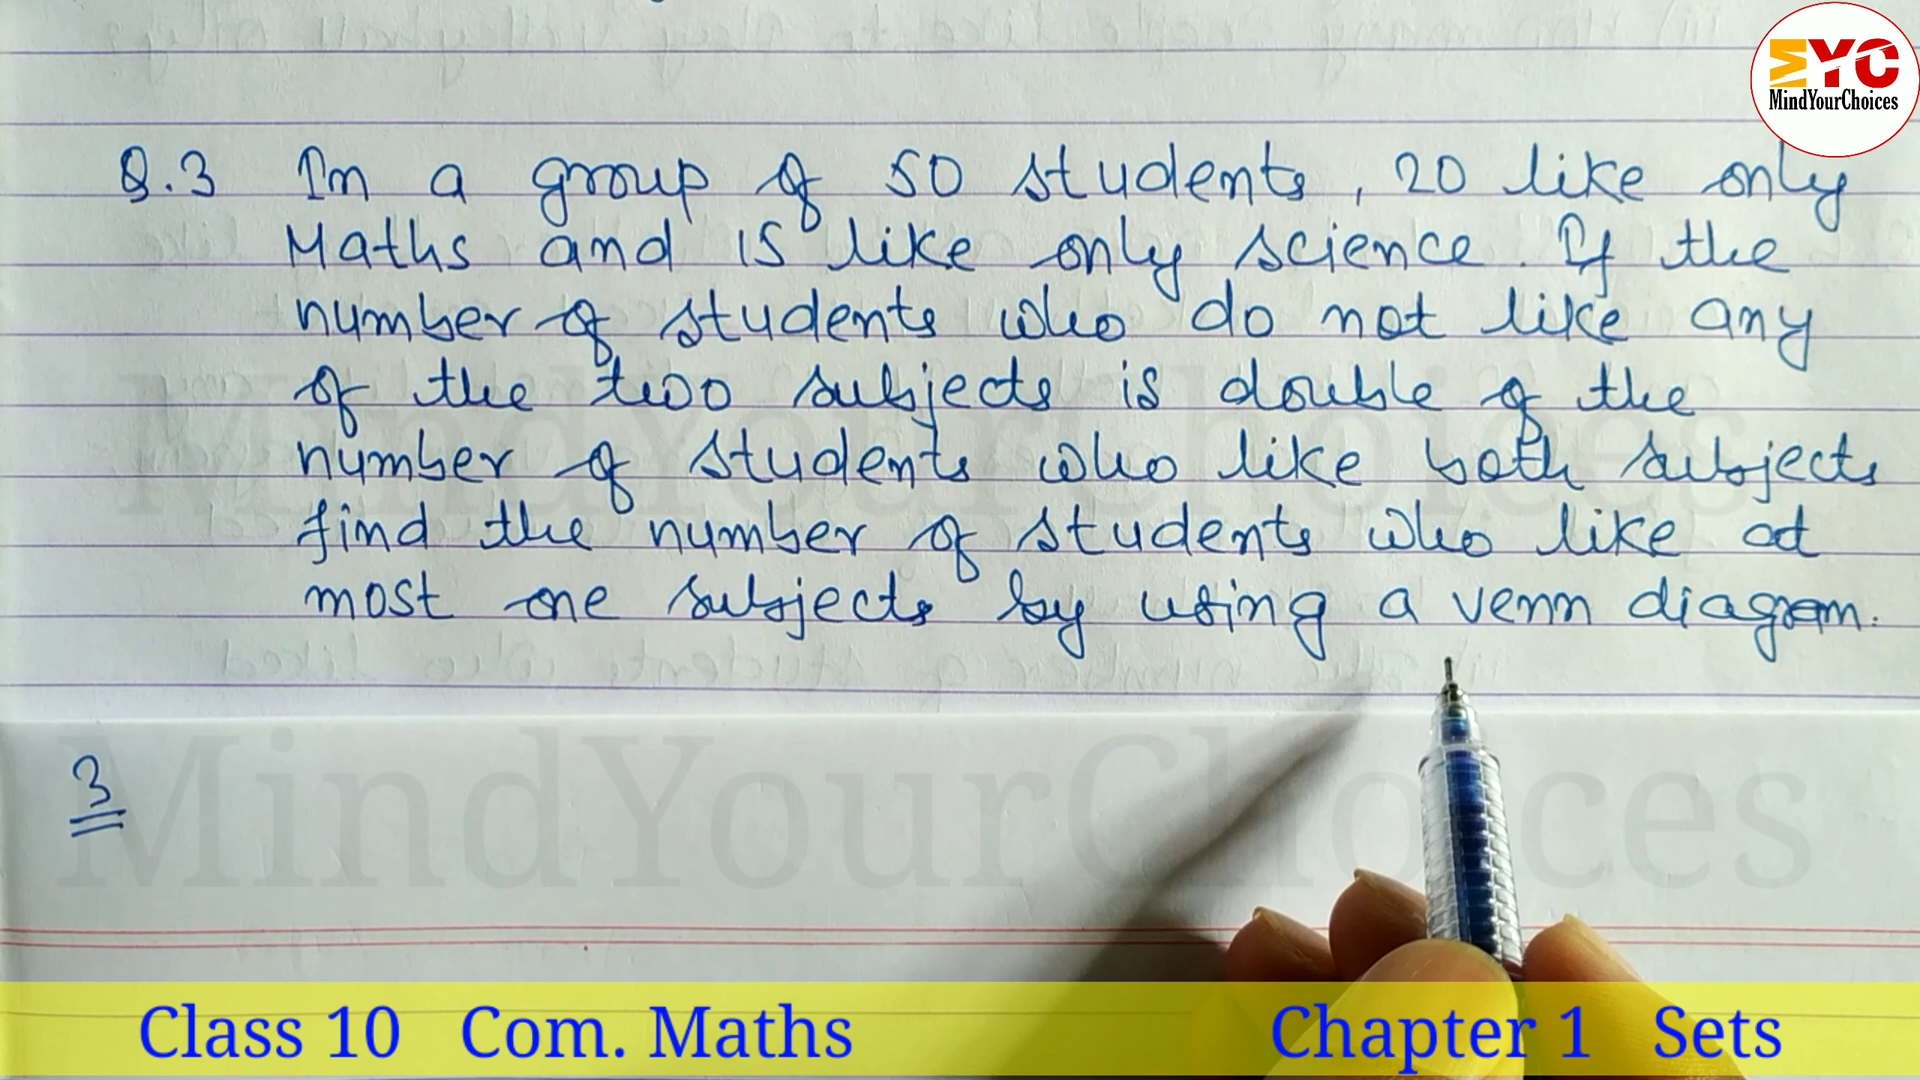 MYC
MindYourChoices
Q.3 In a group of 50 students, 20 like only
Maths and 15 like only science. If the
number of students who do not like any
of the two subjects is double of the
number of students who like both subjects
find the number of students who like at
most one subjects by using a venn diagram.
MindYourChoices
3
MindYourChoices
Class 10 Com. Maths Chapter 1 Sets